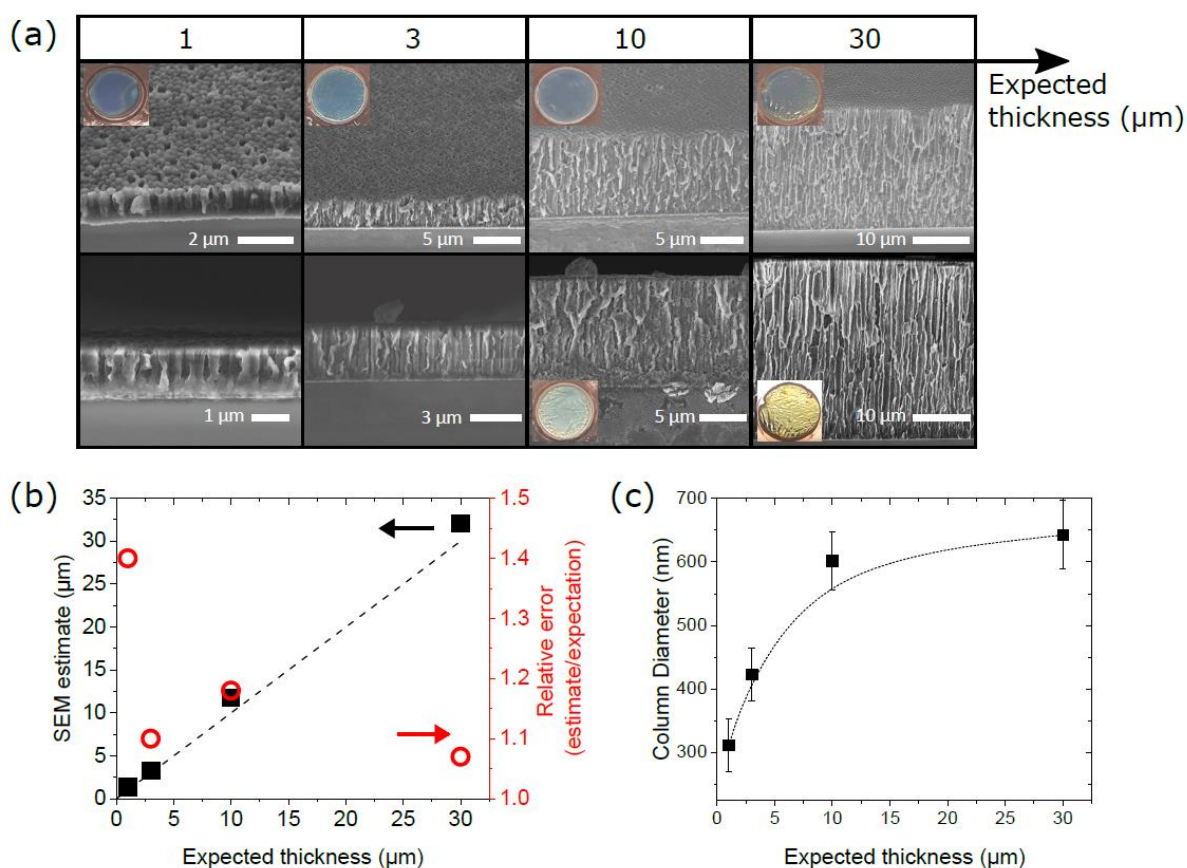 (a)
1 3 10 30
Expected
thickness (µm)
2 µm 5 µm 5 µm 10 µm
1 µm 3 µm 5 µm 10 µm
(b)
35
30
25
20
15
10
5
0
SEM estimate (µm)
0 5 10 15 20 25 30
Expected thickness (µm)
1.5
1.4
1.3
1.2
1.1
1.0
Relative error
(estimate/expectation)
(c)
700
600
500
400
300
Column Diameter (nm)
0 5 10 15 20 25 30
Expected thickness (µm)